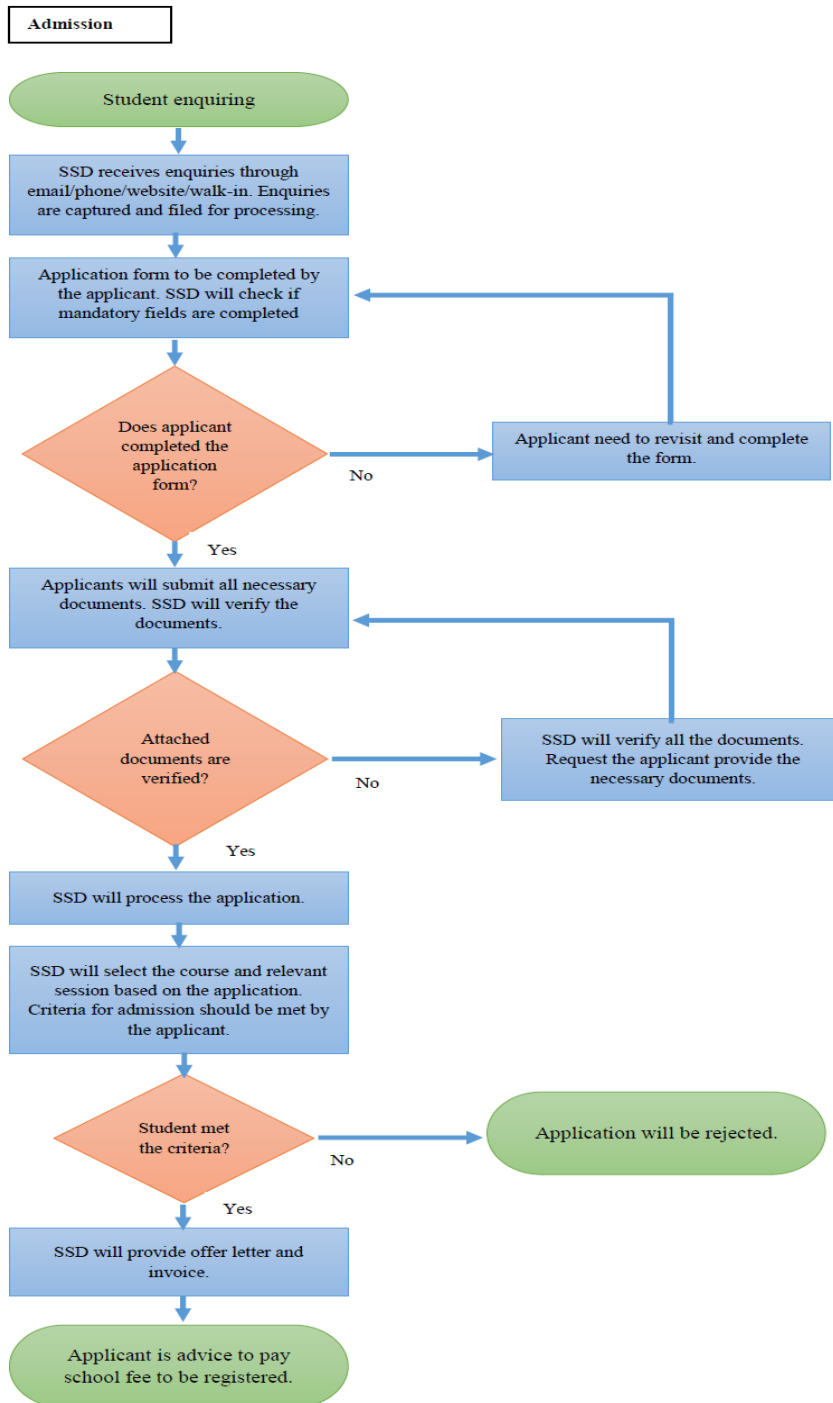 Admission
Student enquiring
SSD receives enquiries through
email/phone/website/walk-in. Enquiries
are captured and filed for processing.
Application form to be completed by
the applicant. SSD will check if
mandatory fields are completed
Does applicant
completed the
application
form?
No
Applicant need to revisit and complete
the form.
Yes
Applicants will submit all necessary
documents. SSD will verify the
documents.
Attached
documents are
verified?
No
SSD will verify all the documents.
Request the applicant provide the
necessary documents.
Yes
SSD will process the application.
SSD will select the course and relevant
session based on the application.
Criteria for admission should be met by
the applicant.
Student met
the criteria?
No
Application will be rejected.
Yes
SSD will provide offer letter and
invoice.
Applicant is advice to pay
school fee to be registered.